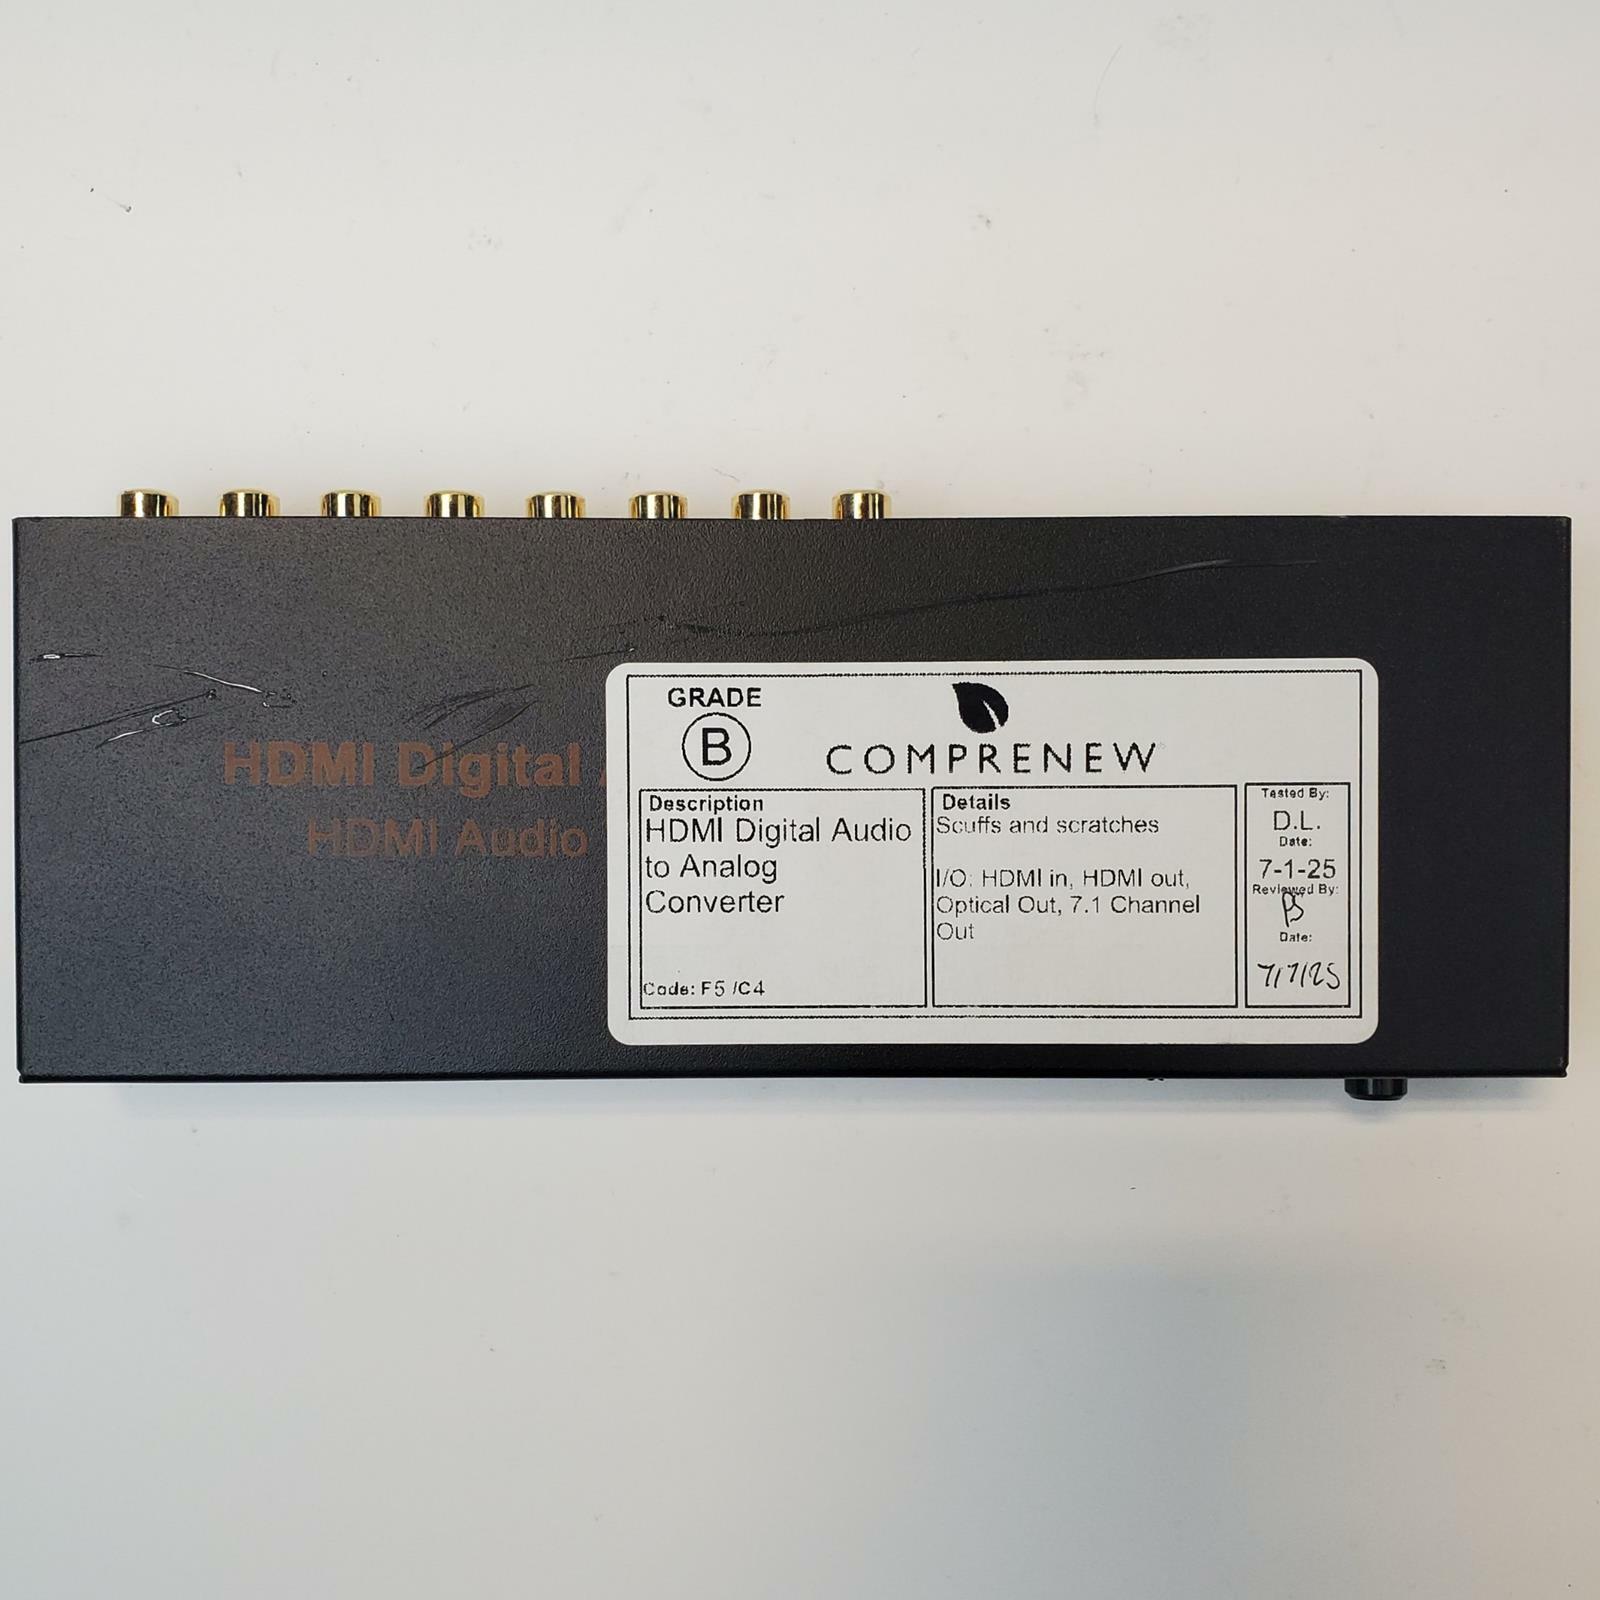 HDMI Digital
HDMI Audio
GRADE
B
COMPRENEW
Description
HDMI Digital Audio
to Analog
Converter
Code: F5 /C4
Details
Scuffs and scratches
I/O: HDMI in, HDMI out,
Optical Out, 7.1 Channel
Out
Tested By:
D.L.
Date:
7-1-25
Reviewed By:
PS
Date:
7/7/25